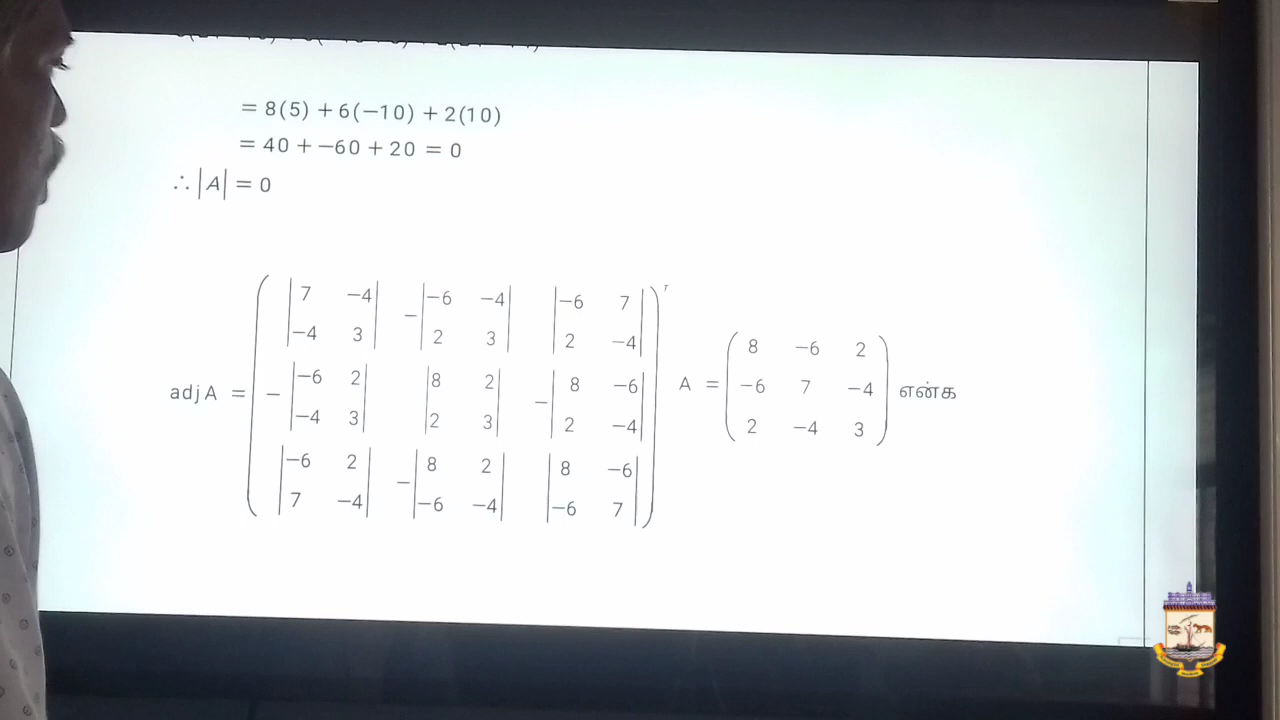 = 8(5) + 6(−10) + 2(10)
= 40 + −60 + 20 = 0
∴ |A| = 0
adj A = ( |7 −4; −4 3| −|−6 −4; 2 3| |−6 7; 2 −4|
−|−6 2; −4 3| |8 2; 2 3| −|8 −6; 2 −4|
|−6 2; 7 −4| −|8 2; −6 −4| |8 −6; −6 7| )ᵀ
A = ( 8 −6 2
−6 7 −4
2 −4 3 ) என்க